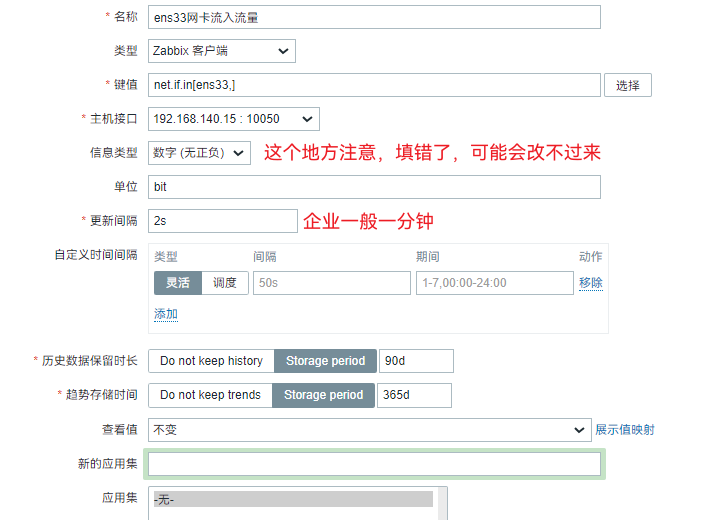 * 名称 ens33网卡流入流量
类型 Zabbix 客户端
* 键值 net.if.in[ens33,] 选择
* 主机接口 192.168.140.15 : 10050
信息类型 数字 (无正负) 这个地方注意，填错了，可能会改不过来
单位 bit
* 更新间隔 2s 企业一般一分钟
自定义时间间隔 类型 间隔 期间 动作
灵活 调度 50s 1-7,00:00-24:00 移除
添加
* 历史数据保留时长 Do not keep history Storage period 90d
* 趋势存储时间 Do not keep trends Storage period 365d
查看值 不变 展示值映射
新的应用集
应用集 -无-